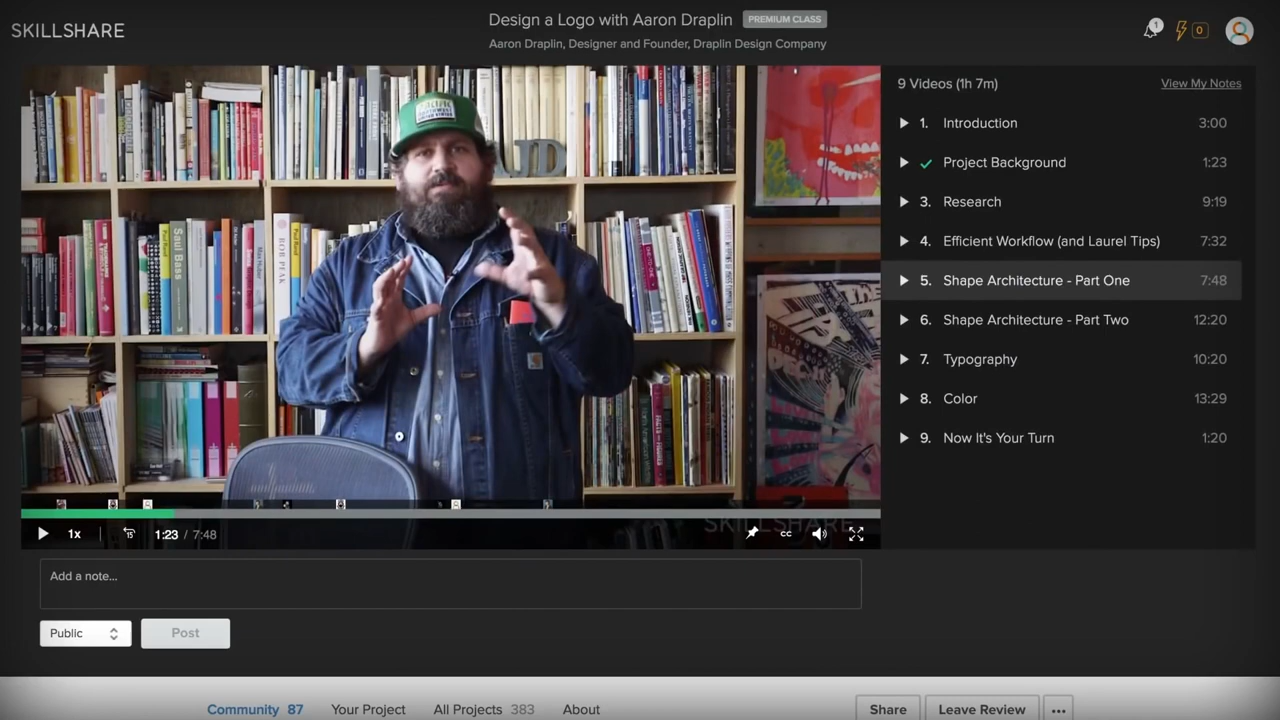 SKILLSHARE
Design a Logo with Aaron Draplin PREMIUM CLASS
Aaron Draplin, Designer and Founder, Draplin Design Company
1
0
JD
Saul Bass
BOB PEAK
9 Videos (1h 7m) View My Notes
1. Introduction 3:00
Project Background 1:23
3. Research 9:19
4. Efficient Workflow (and Laurel Tips) 7:32
5. Shape Architecture - Part One 7:48
6. Shape Architecture - Part Two 12:20
7. Typography 10:20
8. Color 13:29
9. Now It's Your Turn 1:20
SKILLSHARE
1x 15 1:23 / 7:48 CC
Add a note...
Public Post
Community 87 Your Project All Projects 383 About Share Leave Review ...